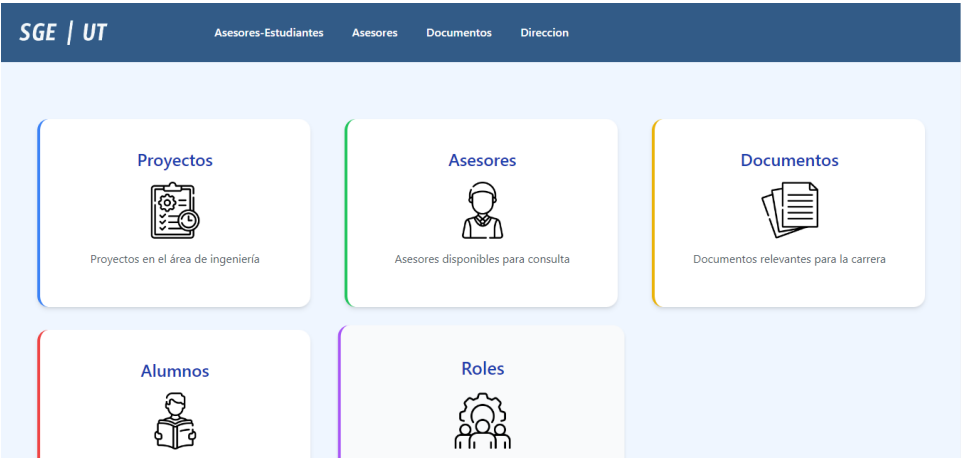 SGE | UT
Asesores-Estudiantes Asesores Documentos Direccion
Proyectos
Proyectos en el área de ingeniería
Asesores
Asesores disponibles para consulta
Documentos
Documentos relevantes para la carrera
Alumnos
Roles